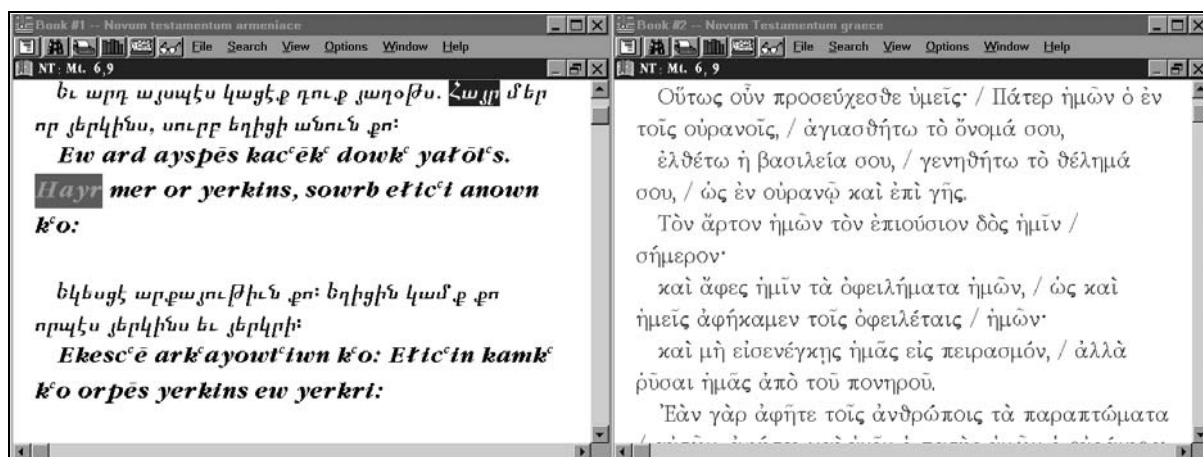 Book #1 -- Novum testamentum armeniace
File Search View Options Window Help
NT: Mt. 6,9
Եւ արդ այսպէս կացէք դուք յաղօթս. Հայր մեր
որ յերկինս, սուրբ եղիցի անուն քո:
Ew ard ayspēs kacʿēkʿ dowkʿ yałōtʿs.
Hayr mer or yerkins, sowrb ełicʿi anown
kʿo:
Եկեսցէ արքայութիւն քո: Եղիցին կամք քո
որպէս յերկինս եւ յերկրի:
Ekescʿē arkʿayowtʿiwn kʿo: Ełicʿin kamkʿ
kʿo orpēs yerkins ew yerkri:
Book #2 -- Novum Testamentum graece
File Search View Options Window Help
NT: Mt. 6, 9
Οὕτως οὖν προσεύχεσθε ὑμεῖς· / Πάτερ ἡμῶν ὁ ἐν
τοῖς οὐρανοῖς, / ἁγιασθήτω τὸ ὄνομά σου,
ἐλθέτω ἡ βασιλεία σου, / γενηθήτω τὸ θέλημά
σου, / ὡς ἐν οὐρανῷ καὶ ἐπὶ γῆς.
Τὸν ἄρτον ἡμῶν τὸν ἐπιούσιον δὸς ἡμῖν /
σήμερον·
καὶ ἄφες ἡμῖν τὰ ὀφειλήματα ἡμῶν, / ὡς καὶ
ἡμεῖς ἀφήκαμεν τοῖς ὀφειλέταις / ἡμῶν·
καὶ μὴ εἰσενέγκῃς ἡμᾶς εἰς πειρασμόν, / ἀλλὰ
ῥῦσαι ἡμᾶς ἀπὸ τοῦ πονηροῦ.
Ἐὰν γὰρ ἀφῆτε τοῖς ἀνθρώποις τὰ παραπτώματα